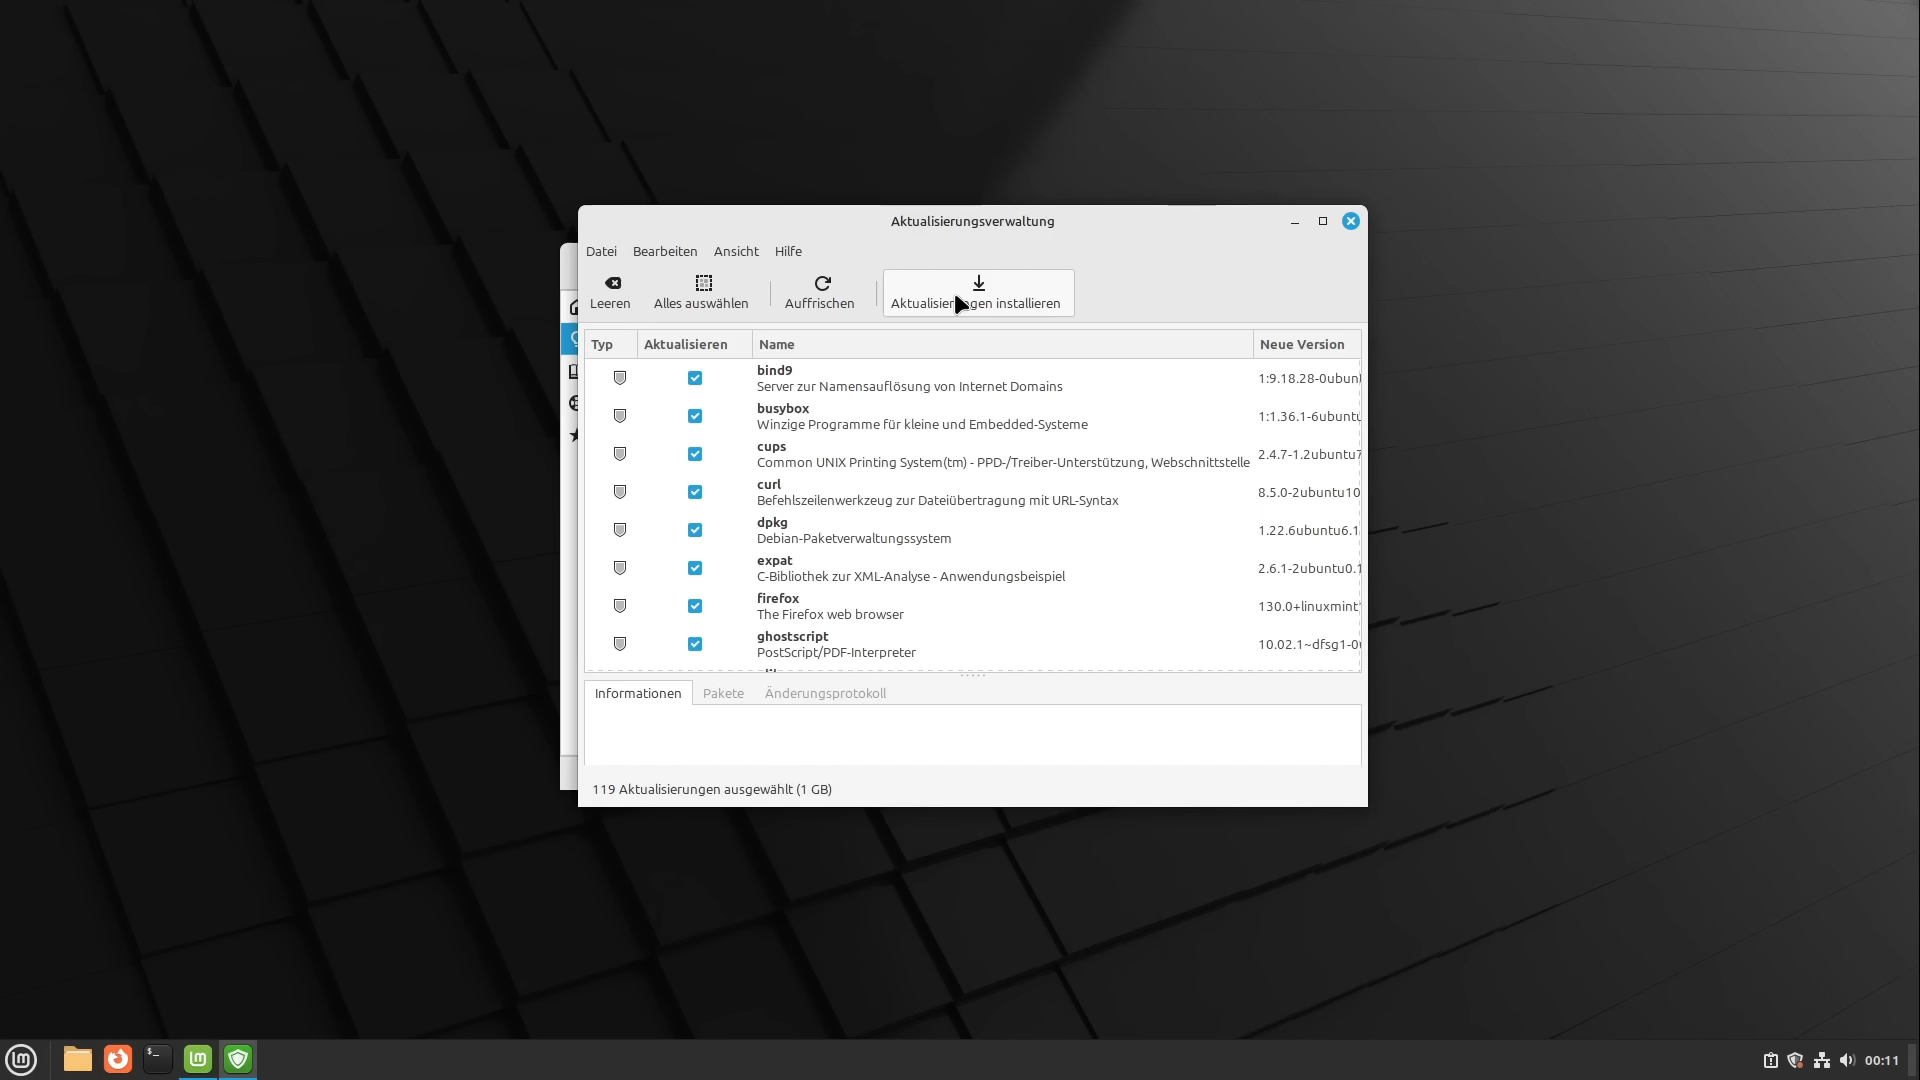 Aktualisierungsverwaltung
Datei Bearbeiten Ansicht Hilfe
Leeren Alles auswählen Auffrischen Aktualisierungen installieren
Typ Aktualisieren Name Neue Version
bind9
Server zur Namensauflösung von Internet Domains 1:9.18.28-0ubun
busybox
Winzige Programme für kleine und Embedded-Systeme 1:1.36.1-6ubuntu
cups
Common UNIX Printing System(tm) - PPD-/Treiber-Unterstützung, Webschnittstelle 2.4.7-1.2ubuntu7
curl
Befehlszeilenwerkzeug zur Dateiübertragung mit URL-Syntax 8.5.0-2ubuntu10
dpkg
Debian-Paketverwaltungssystem 1.22.6ubuntu6.1
expat
C-Bibliothek zur XML-Analyse - Anwendungsbeispiel 2.6.1-2ubuntu0.1
firefox
The Firefox web browser 130.0+linuxmint
ghostscript
PostScript/PDF-Interpreter 10.02.1~dfsg1-0
Informationen Pakete Änderungsprotokoll
119 Aktualisierungen ausgewählt (1 GB)
00:11